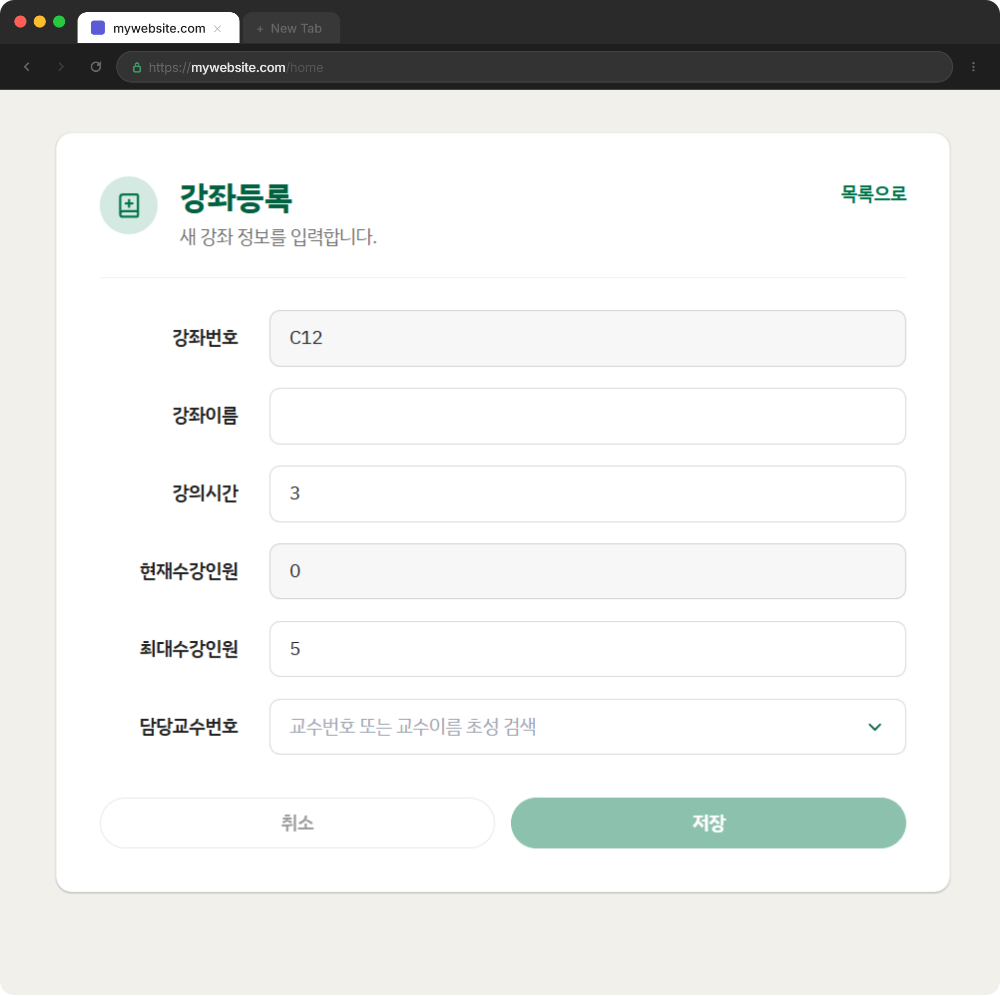 mywebsite.com
+ New Tab
https://mywebsite.com/home
강좌등록
목록으로
새 강좌 정보를 입력합니다.
강좌번호 C12
강좌이름
강의시간 3
현재수강인원 0
최대수강인원 5
담당교수번호 교수번호 또는 교수이름 초성 검색
취소 저장